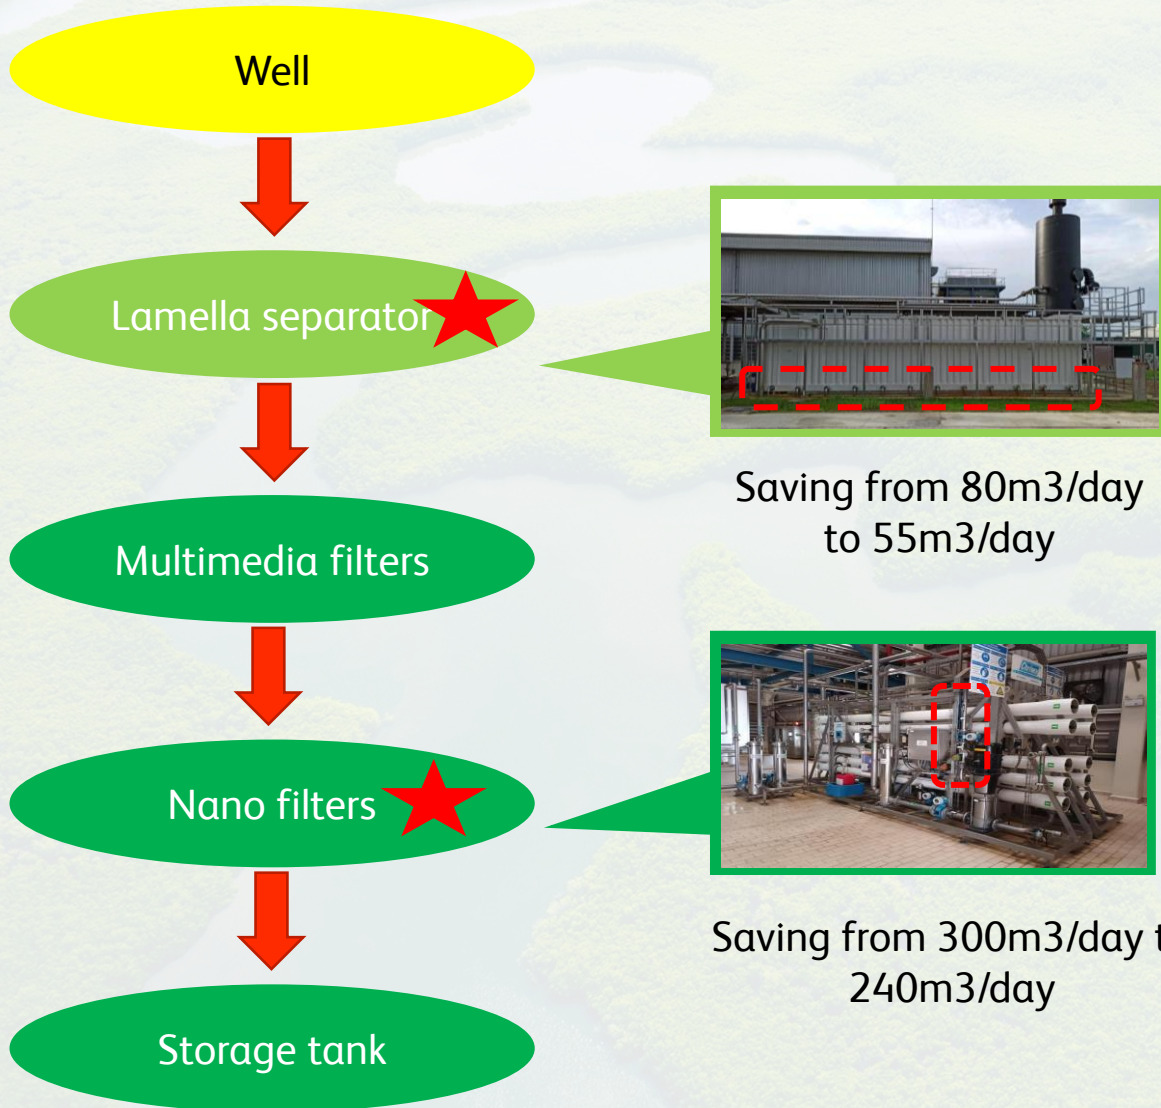 Well
Lamella separator
Saving from 80m3/day
to 55m3/day
Multimedia filters
Nano filters
Saving from 300m3/day t
240m3/day
Storage tank